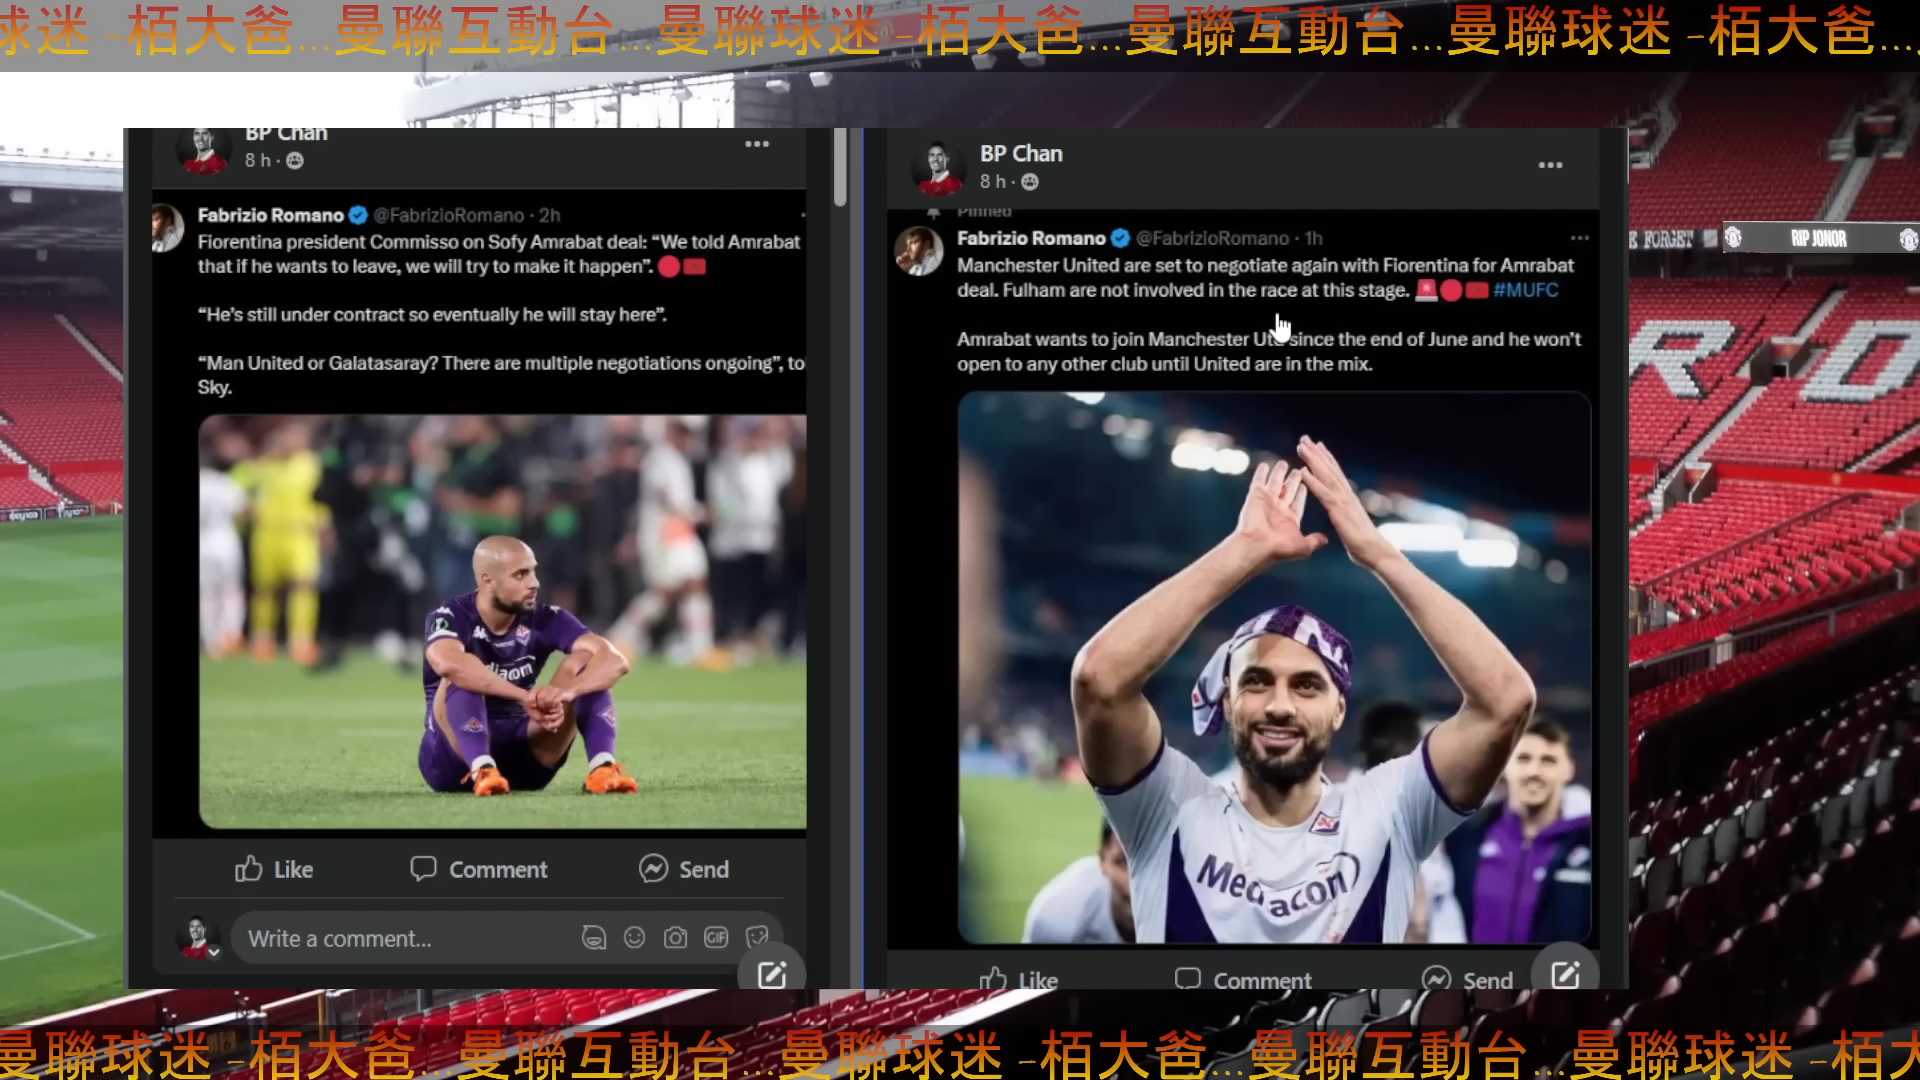 球迷 -栢大爸...曼聯互動台...曼聯球迷 -栢大爸...曼聯互動台...曼聯球迷 -栢大爸...
BP Chan
8 h ·
Fabrizio Romano @FabrizioRomano · 2h
Fiorentina president Commisso on Sofy Amrabat deal: “We told Amrabat
that if he wants to leave, we will try to make it happen”.
“He’s still under contract so eventually he will stay here”.
“Man United or Galatasaray? There are multiple negotiations ongoing”, to
Sky.
Mediacom
Like
Comment
Send
Write a comment...
GIF
BP Chan
8 h ·
Pinned
Fabrizio Romano @FabrizioRomano · 1h
Manchester United are set to negotiate again with Fiorentina for Amrabat
deal. Fulham are not involved in the race at this stage. #MUFC
Amrabat wants to join Manchester Utd since the end of June and he won’t
open to any other club until United are in the mix.
Mediacom
Like
Comment
Send
E FORGET
RIP JONOR
R D
曼聯球迷 -栢大爸...曼聯互動台...曼聯球迷 -栢大爸...曼聯互動台...曼聯球迷 -栢大